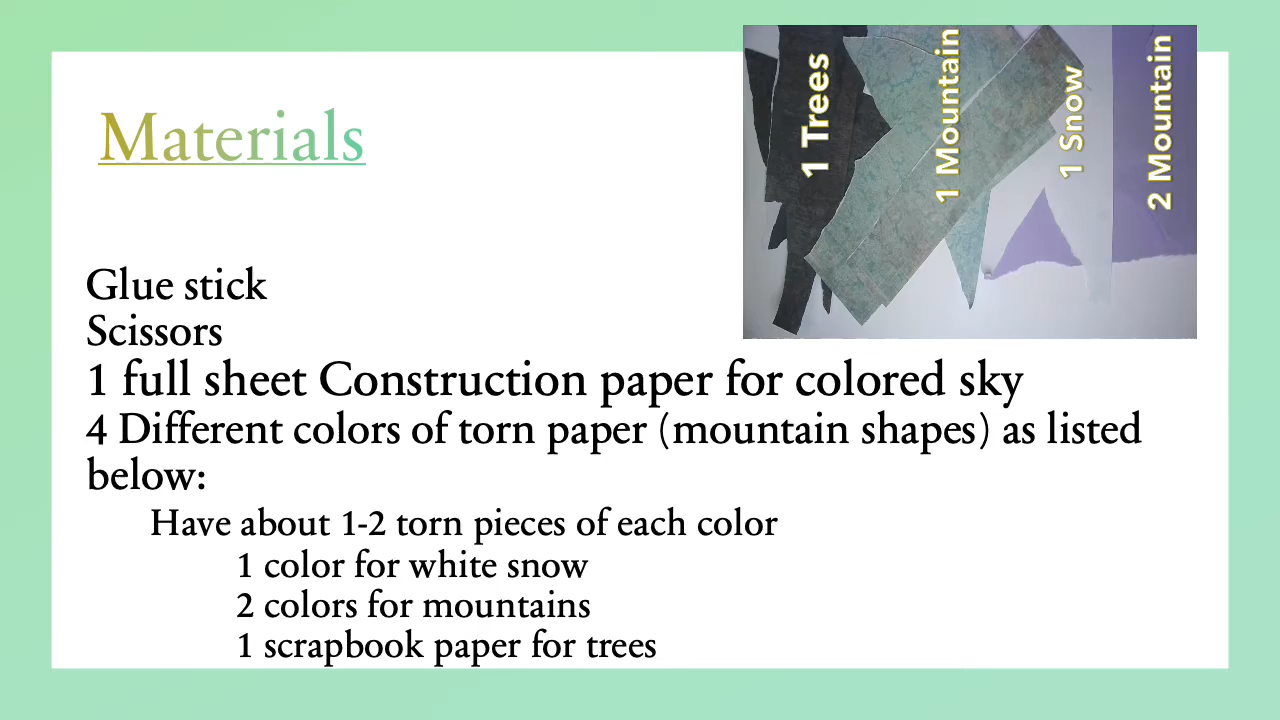 Materials
1 Trees
1 Mountain
1 Snow
2 Mountain
Glue stick
Scissors
1 full sheet Construction paper for colored sky
4 Different colors of torn paper (mountain shapes) as listed
below:
Have about 1-2 torn pieces of each color
1 color for white snow
2 colors for mountains
1 scrapbook paper for trees